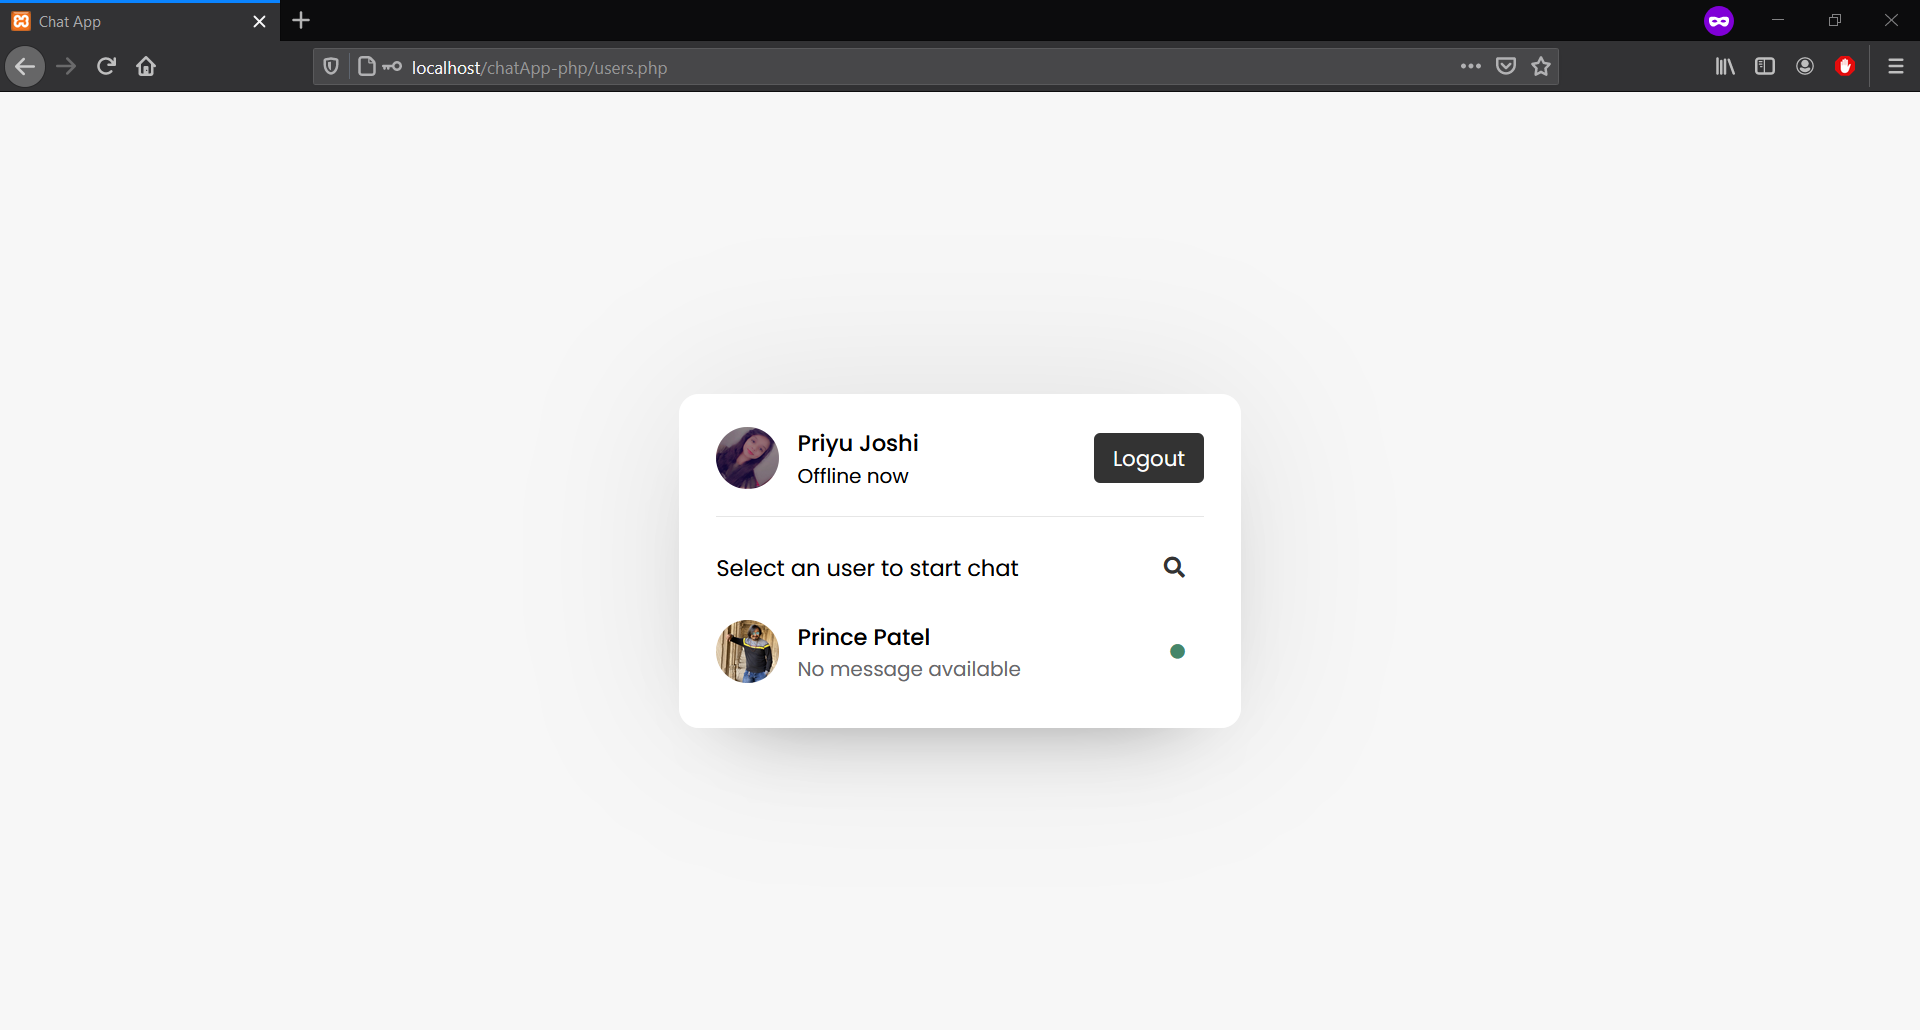 Chat App
localhost/chatApp-php/users.php
Priyu Joshi
Offline now
Logout
Select an user to start chat
Prince Patel
No message available